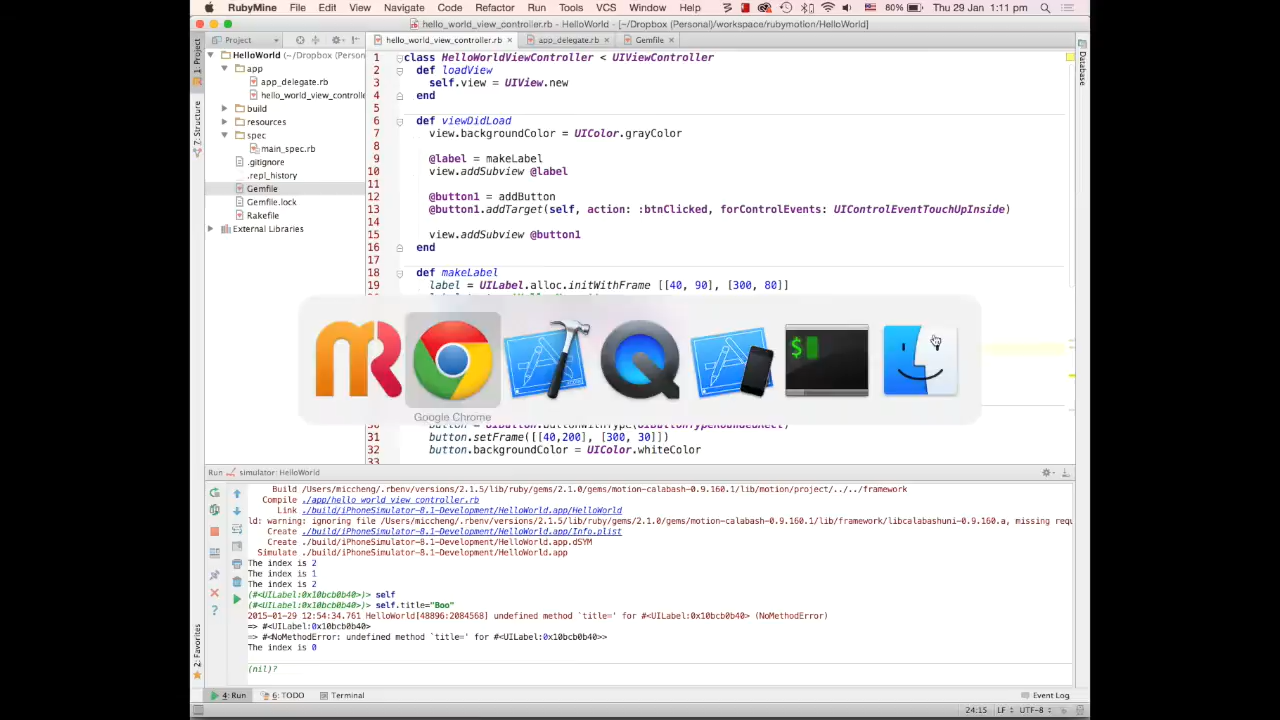 RubyMine File Edit View Navigate Code Refactor Run Tools VCS Window Help 80% Thu 29 Jan 1:11 pm
hello_world_view_controller.rb - HelloWorld - [~/Dropbox (Personal)/workspace/rubymotion/HelloWorld]
1: Project
Project
hello_world_view_controller.rb
app_delegate.rb
Gemfile
Database
HelloWorld (~/Dropbox (Personal)/w
app
app_delegate.rb
hello_world_view_controlle
build
resources
spec
main_spec.rb
.gitignore
.repl_history
Gemfile
Gemfile.lock
Rakefile
External Libraries
7: Structure
2: Favorites
1 class HelloWorldViewController < UIViewController
2 def loadView
3 self.view = UIView.new
4 end
5
6 def viewDidLoad
7 view.backgroundColor = UIColor.grayColor
8
9 @label = makeLabel
10 view.addSubview @label
11
12 @button1 = addButton
13 @button1.addTarget(self, action: :btnClicked, forControlEvents: UIControlEventTouchUpInside)
14
15 view.addSubview @button1
16 end
17
18 def makeLabel
19 label = UILabel.alloc.initWithFrame [[40, 90], [300, 80]]
$
Google Chrome
31 button.setFrame([[40,200], [300, 30]])
32 button.backgroundColor = UIColor.whiteColor
33
Run simulator: HelloWorld
Build /Users/miccheng/.rbenv/versions/2.1.5/lib/ruby/gems/2.1.0/gems/motion-calabash-0.9.160.1/lib/motion/project/../../framework
Compile ./app/hello_world_view_controller.rb
Link ./build/iPhoneSimulator-8.1-Development/HelloWorld.app/HelloWorld
ld: warning: ignoring file /Users/miccheng/.rbenv/versions/2.1.5/lib/ruby/gems/2.1.0/gems/motion-calabash-0.9.160.1/lib/framework/libcalabashuni-0.9.160.a, missing requ
Create ./build/iPhoneSimulator-8.1-Development/HelloWorld.app/Info.plist
Create ./build/iPhoneSimulator-8.1-Development/HelloWorld.app.dSYM
Simulate ./build/iPhoneSimulator-8.1-Development/HelloWorld.app
The index is 2
The index is 1
The index is 2
(#<UILabel:0x10bcb0b40>)> self
(#<UILabel:0x10bcb0b40>)> self.title="Boo"
2015-01-29 12:54:34.761 HelloWorld[48896:2084568] undefined method `title=' for #<UILabel:0x10bcb0b40> (NoMethodError)
=> #<UILabel:0x10bcb0b40>
=> #<NoMethodError: undefined method `title=' for #<UILabel:0x10bcb0b40>>
The index is 0
(nil)?
4: Run 6: TODO Terminal Event Log
24:15 LF UTF-8